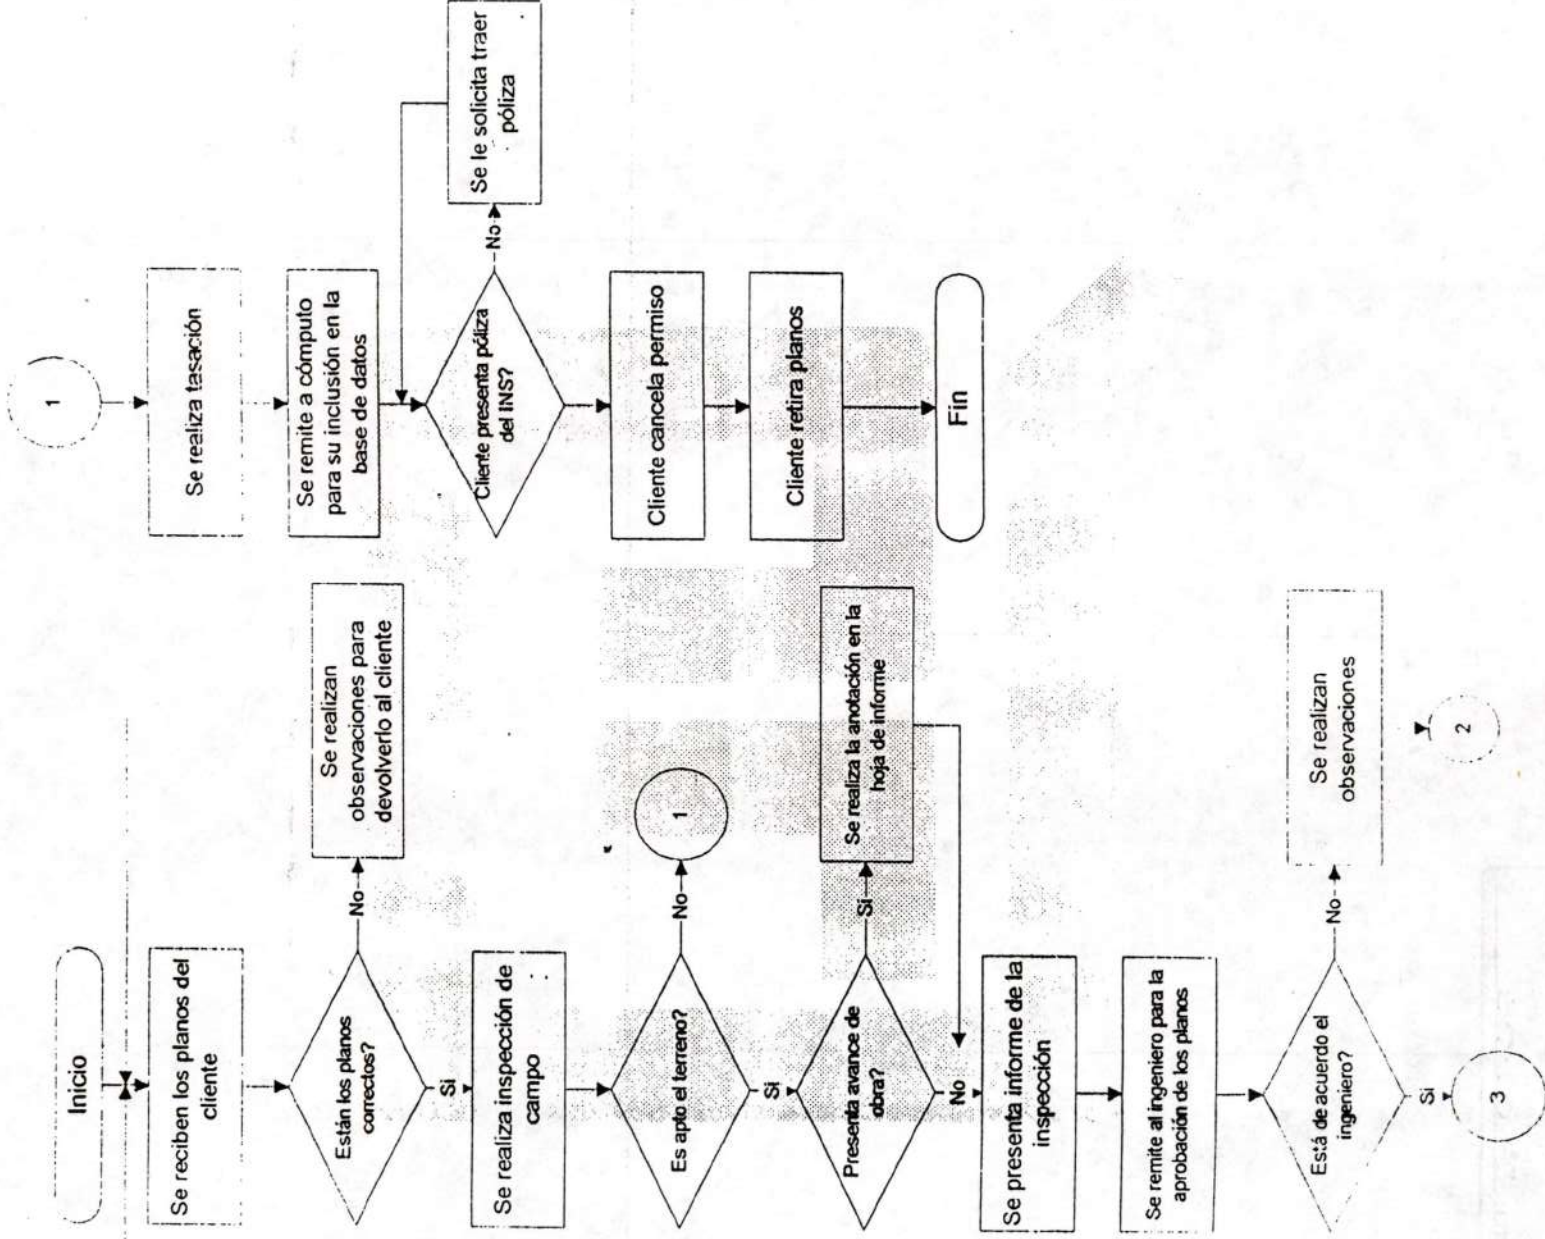 Inicio
Se reciben los planos del
cliente
Están los planos
correctos?
No
Se realizan
observaciones para
devolverlo al cliente
Si
Se realiza inspección de
campo
Es apto el terreno?
No
1
Si
Presenta avance de
obra?
Si
Se realiza la anotación en la
hoja de informe
No
Se presenta informe de la
inspección
Se remite al ingeniero para la
aprobación de los planos
Está de acuerdo el
ingeniero?
No
Se realizan
observaciones
2
Si
3
1
Se realiza tasación
Se remite a cómputo
para su inclusión en la
base de datos
Cliente presenta póliza
del INS?
No
Se le solicita traer
póliza
Cliente cancela permiso
Cliente retira planos
Fin